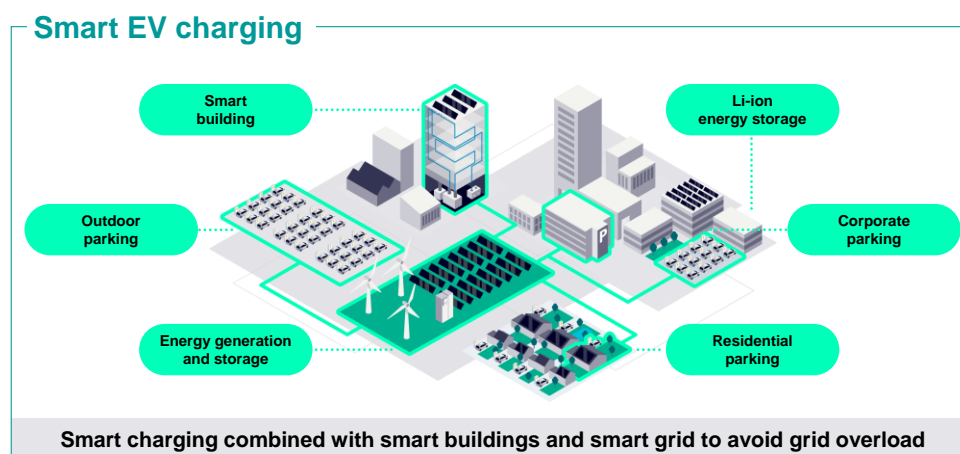 Smart EV charging
Smart
building
Li-ion
energy storage
Outdoor
parking
P
Corporate
parking
Energy generation
and storage
Residential
parking
Smart charging combined with smart buildings and smart grid to avoid grid overload